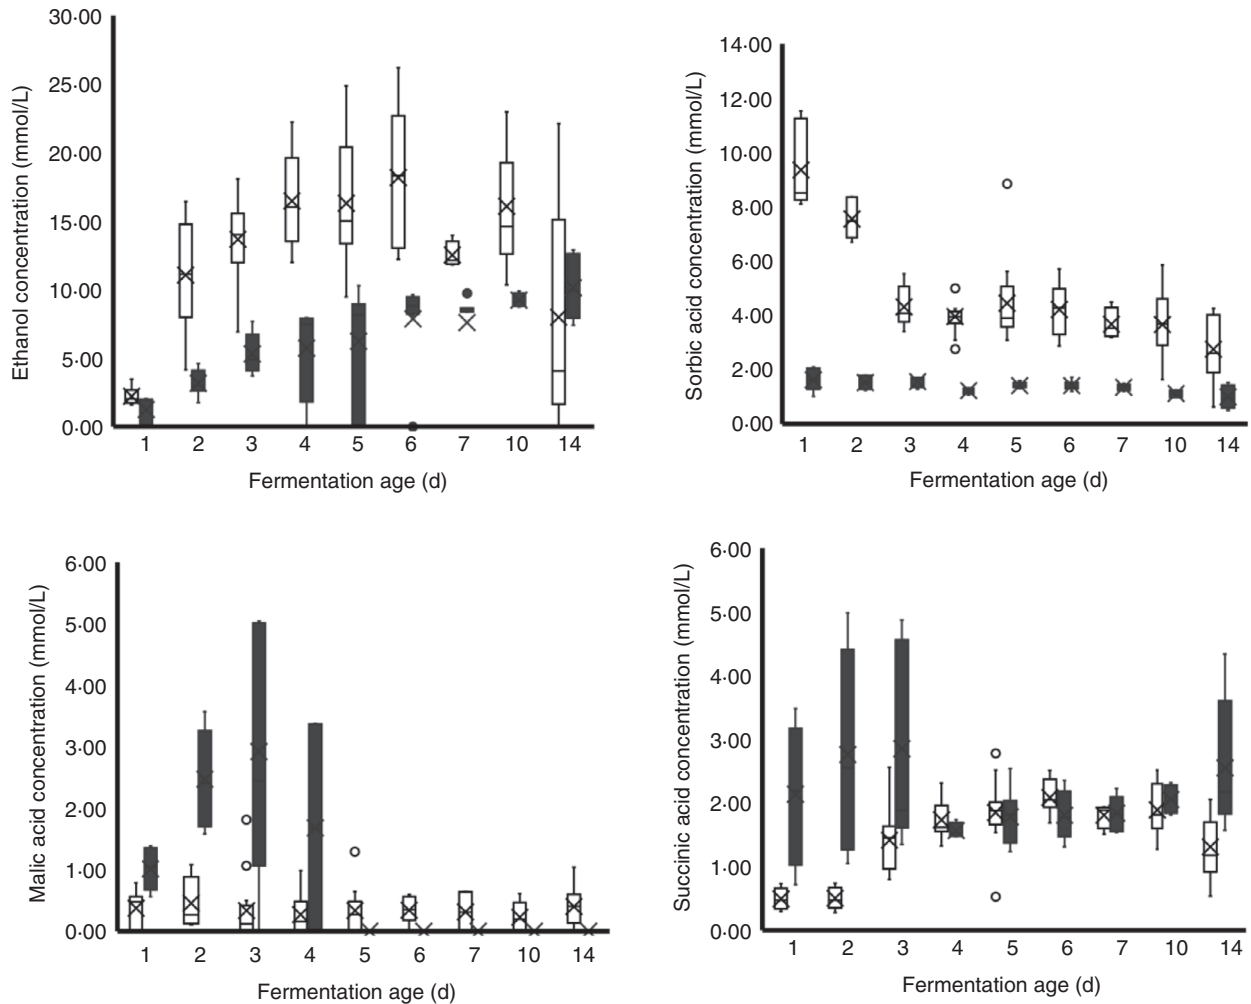 Ethanol concentration (mmol/L)
30·00
25·00
20·00
15·00
10·00
5·00
0·00
1 2 3 4 5 6 7 10 14
Fermentation age (d)
Sorbic acid concentration (mmol/L)
14·00
12·00
10·00
8·00
6·00
4·00
2·00
0·00
1 2 3 4 5 6 7 10 14
Fermentation age (d)
Malic acid concentration (mmol/L)
6·00
5·00
4·00
3·00
2·00
1·00
0·00
1 2 3 4 5 6 7 10 14
Fermentation age (d)
Succinic acid concentration (mmol/L)
6·00
5·00
4·00
3·00
2·00
1·00
0·00
1 2 3 4 5 6 7 10 14
Fermentation age (d)